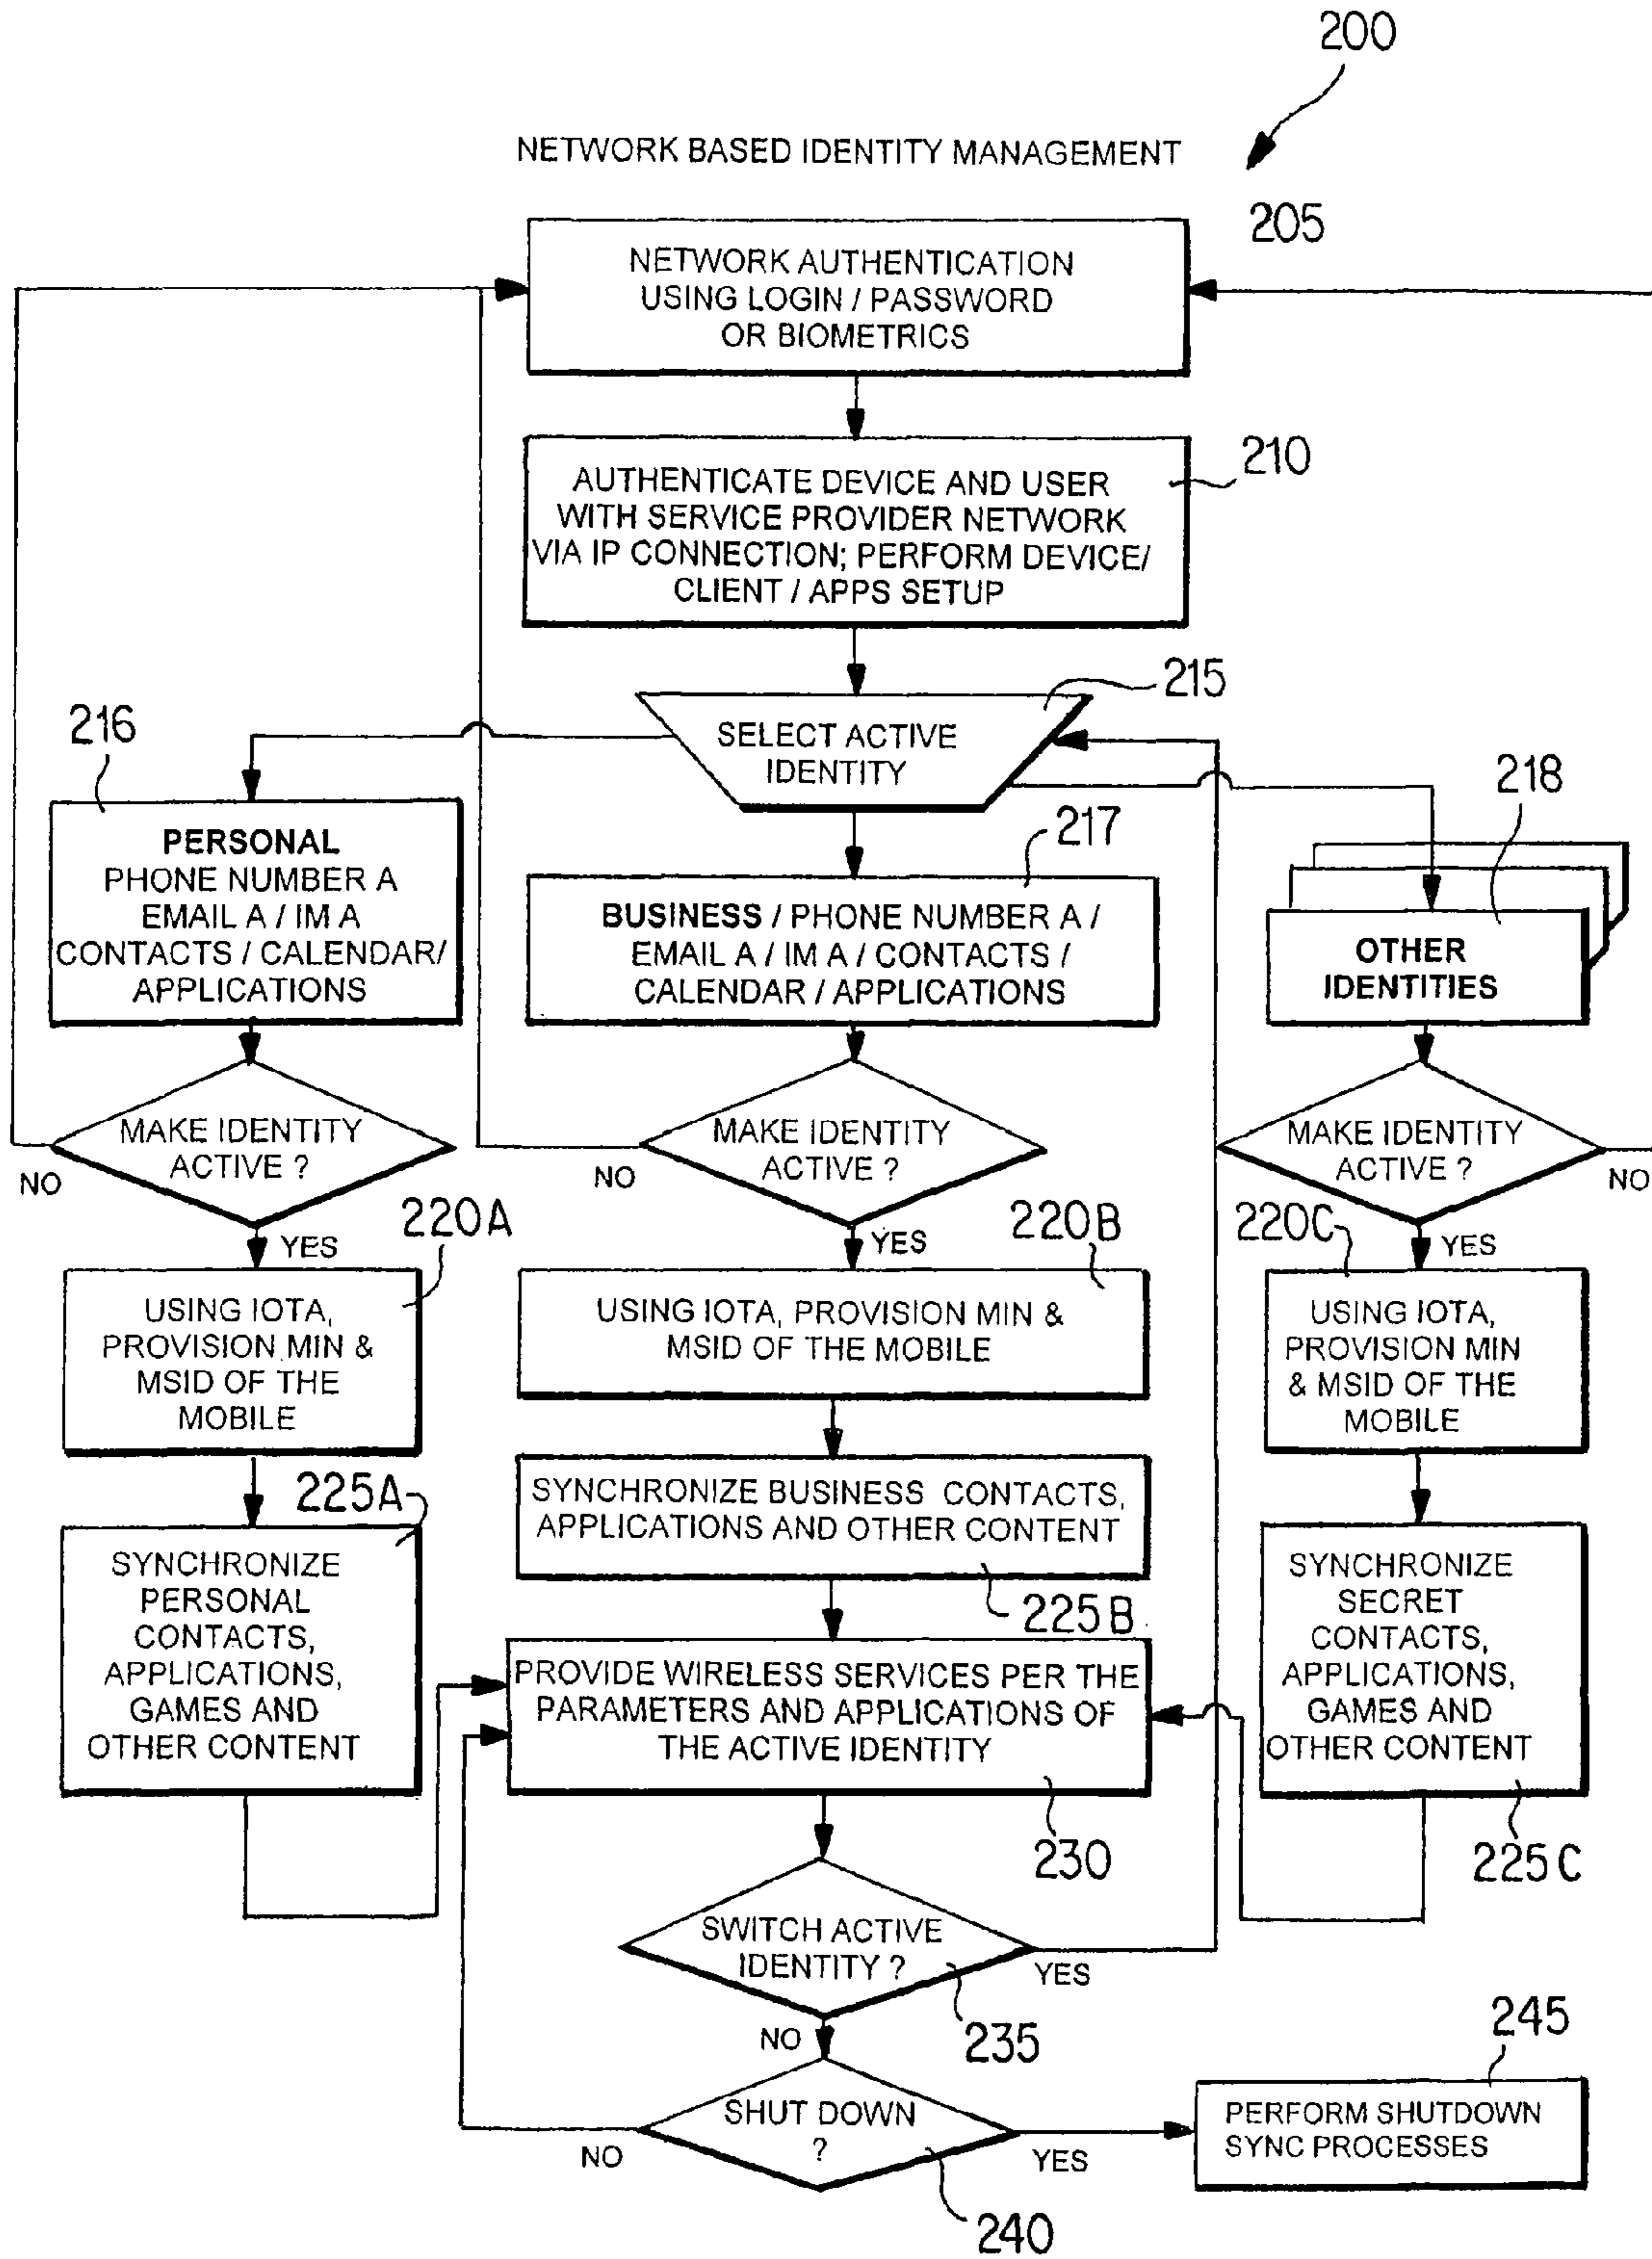 200
NETWORK BASED IDENTITY MANAGEMENT
205
NETWORK AUTHENTICATION
USING LOGIN / PASSWORD
OR BIOMETRICS
210
AUTHENTICATE DEVICE AND USER
WITH SERVICE PROVIDER NETWORK
VIA IP CONNECTION; PERFORM DEVICE/
CLIENT / APPS SETUP
215
SELECT ACTIVE
IDENTITY
216
PERSONAL
PHONE NUMBER A
EMAIL A / IM A
CONTACTS / CALENDAR/
APPLICATIONS
217
BUSINESS / PHONE NUMBER A /
EMAIL A / IM A / CONTACTS /
CALENDAR / APPLICATIONS
218
OTHER
IDENTITIES
MAKE IDENTITY
ACTIVE ?
NO
YES
MAKE IDENTITY
ACTIVE ?
NO
YES
MAKE IDENTITY
ACTIVE ?
NO
YES
220A
USING IOTA,
PROVISION MIN &
MSID OF THE
MOBILE
220B
USING IOTA, PROVISION MIN &
MSID OF THE MOBILE
220C
USING IOTA,
PROVISION MIN
& MSID OF THE
MOBILE
225A
SYNCHRONIZE
PERSONAL
CONTACTS,
APPLICATIONS,
GAMES AND
OTHER CONTENT
SYNCHRONIZE BUSINESS CONTACTS,
APPLICATIONS AND OTHER CONTENT
225B
SYNCHRONIZE
SECRET
CONTACTS,
APPLICATIONS,
GAMES AND
OTHER CONTENT
225C
PROVIDE WIRELESS SERVICES PER THE
PARAMETERS AND APPLICATIONS OF
THE ACTIVE IDENTITY
230
SWITCH ACTIVE
IDENTITY ?
YES
NO
235
SHUT DOWN
?
NO
YES
240
245
PERFORM SHUTDOWN
SYNC PROCESSES